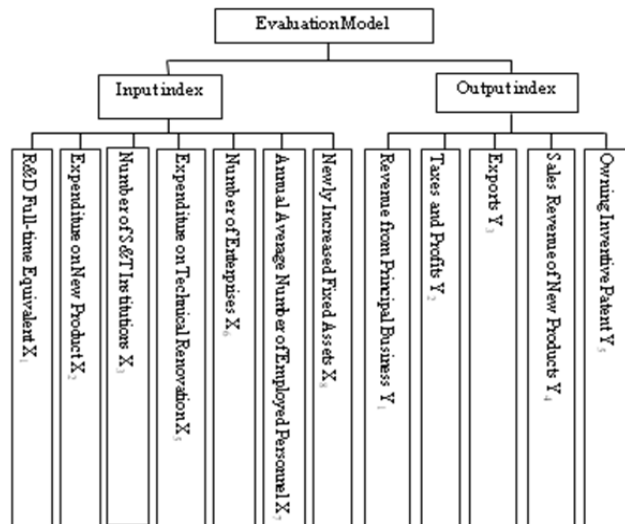 Evaluation Model
Input index
Output index
R&D Full-time Equivalent X1
Expenditure on New Product X2
Number of S&T Institutions X3
Expenditure on Technical Renovation X5
Number of Enterprises X6
Annual Average Number of Employed Personnel X7
Newly Increased Fixed Assets X8
Revenue from Principal Business Y1
Taxes and Profits Y2
Exports Y3
Sales Revenue of New Products Y4
Owning Inventive Patent Y5